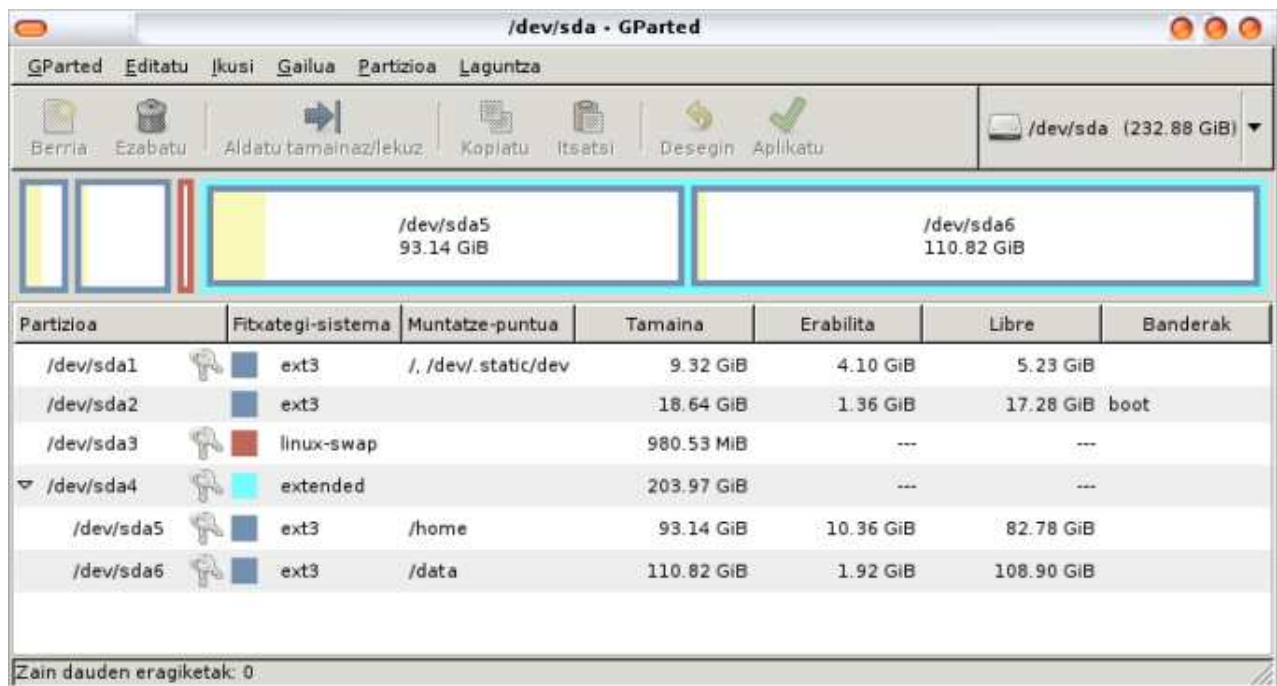 /dev/sda - GParted
GParted Editatu Ikusi Gailua Partizioa Laguntza
Berria Ezabatu Aldatu tamainaz/lekuz Kopiatu Itsatsi Desegin Aplikatu /dev/sda (232.88 GiB)
/dev/sda5 /dev/sda6
93.14 GiB 110.82 GiB
Partizioa Fitxategi-sistema Muntatze-puntua Tamaina Erabilita Libre Banderak
/dev/sda1 ext3 /, /dev/.static/dev 9.32 GiB 4.10 GiB 5.23 GiB
/dev/sda2 ext3 18.64 GiB 1.36 GiB 17.28 GiB boot
/dev/sda3 linux-swap 980.53 MiB --- ---
/dev/sda4 extended 203.97 GiB --- ---
/dev/sda5 ext3 /home 93.14 GiB 10.36 GiB 82.78 GiB
/dev/sda6 ext3 /data 110.82 GiB 1.92 GiB 108.90 GiB
Zain dauden eragiketak: 0